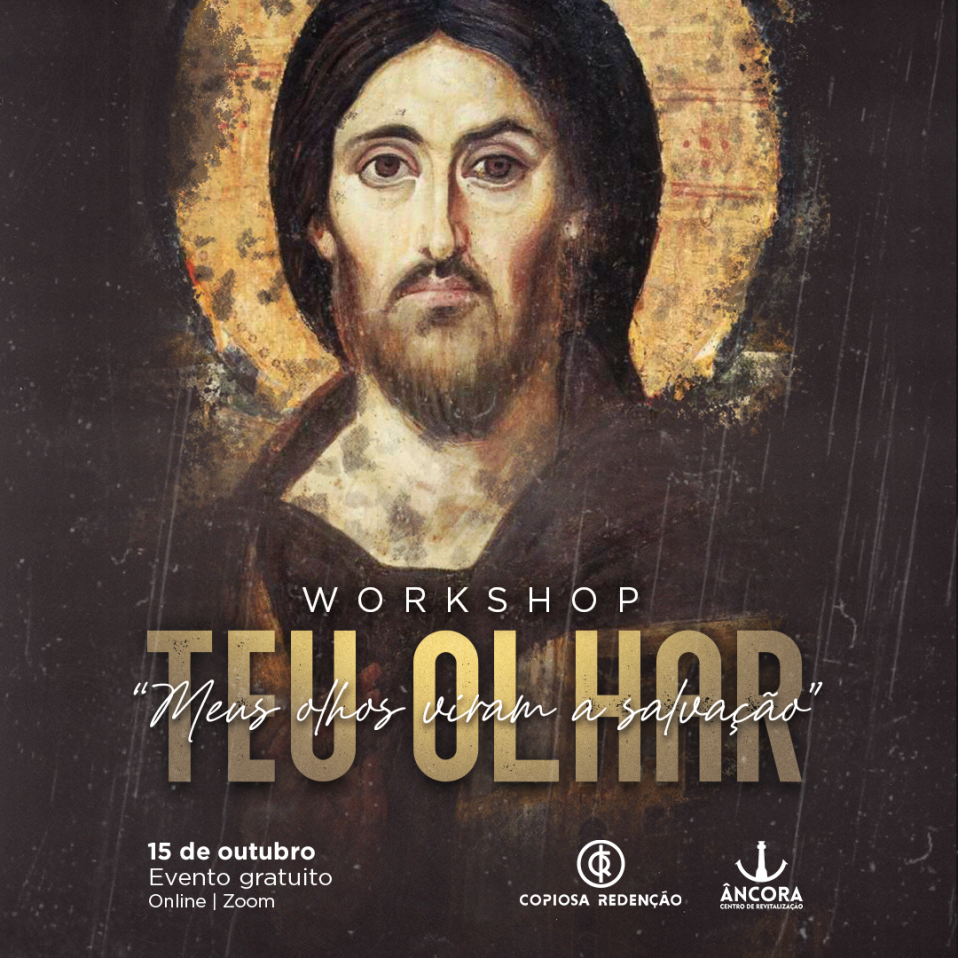 WORKSHOP
TEU OLHAR
“Meus olhos viram a salvação”
15 de outubro
Evento gratuito
Online | Zoom
CR
COPIOSA REDENÇÃO
ÂNCORA
CENTRO DE REVITALIZAÇÃO